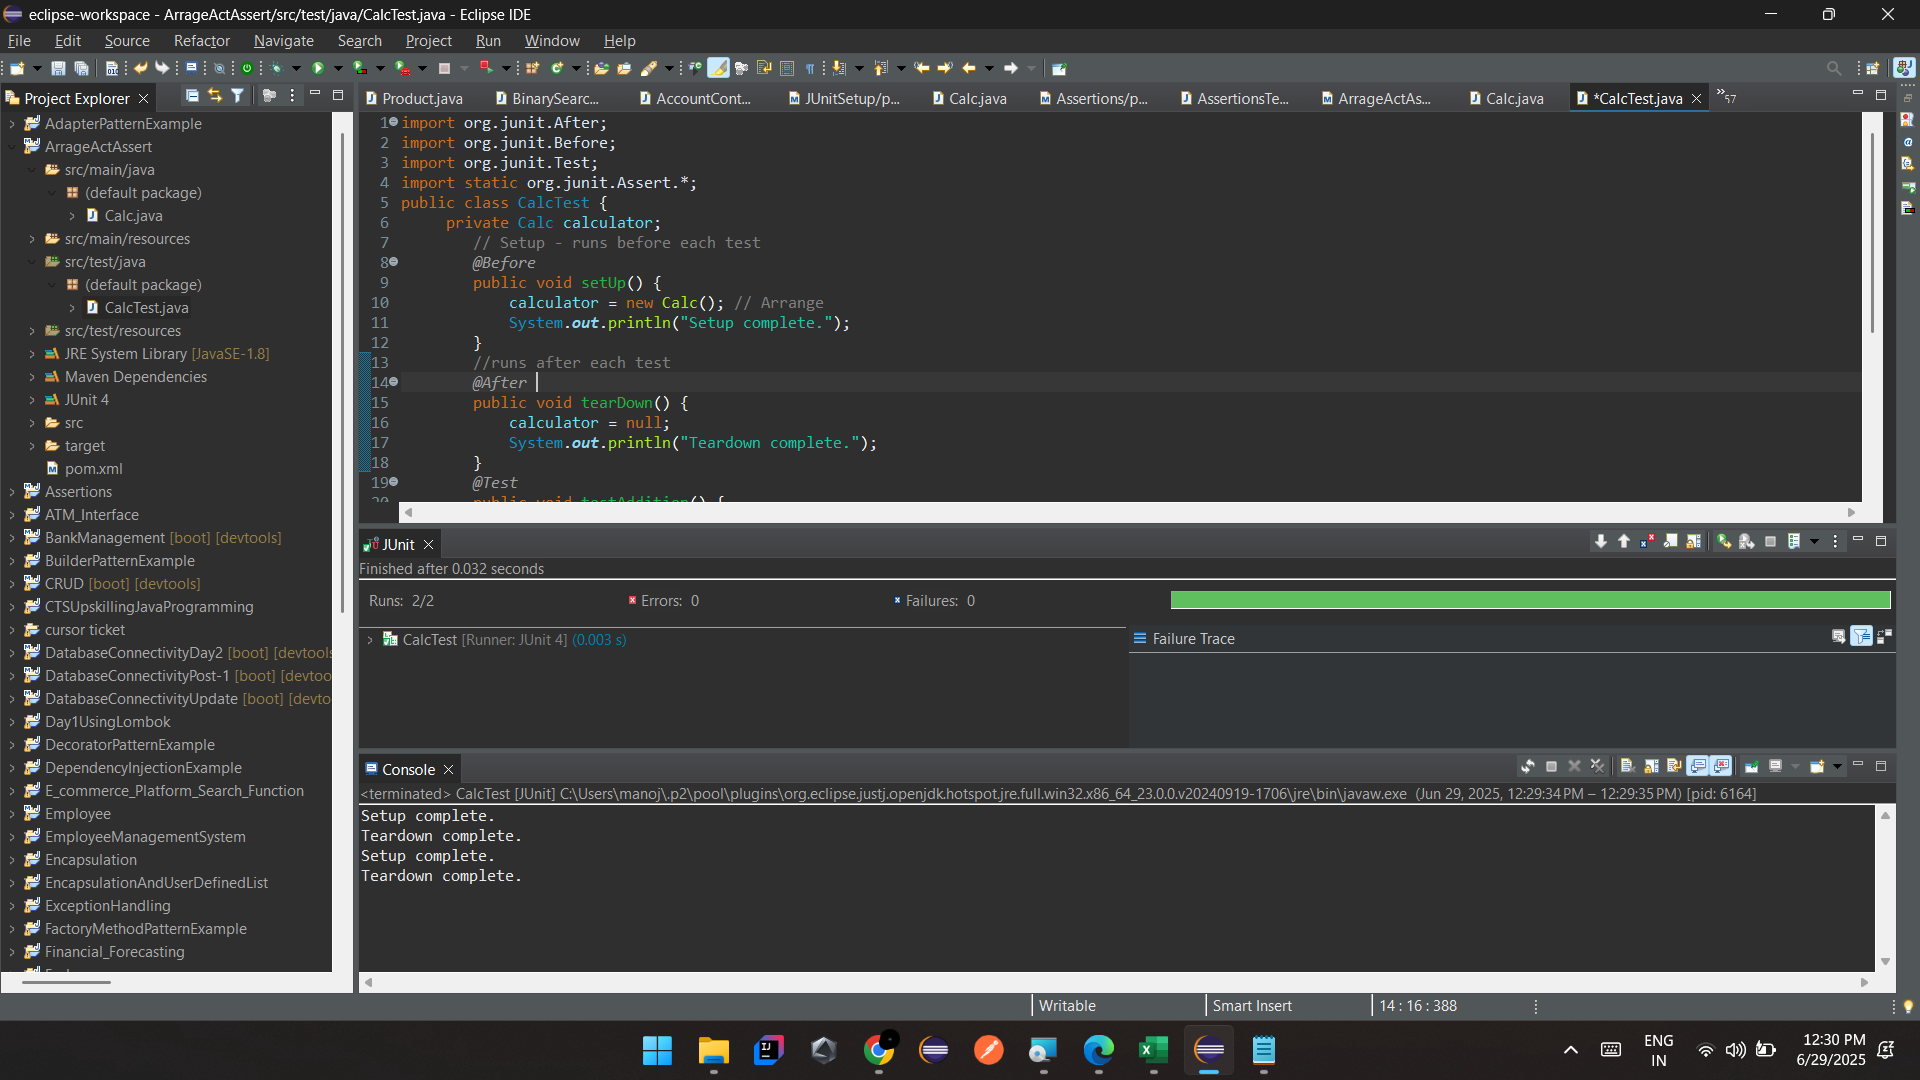 eclipse-workspace - ArrageActAssert/src/test/java/CalcTest.java - Eclipse IDE
File Edit Source Refactor Navigate Search Project Run Window Help
Project Explorer
Product.java BinarySearc... AccountCont... JUnitSetup/p... Calc.java Assertions/p... AssertionsTe... ArrageActAs... Calc.java *CalcTest.java 57
AdapterPatternExample
ArrageActAssert
src/main/java
(default package)
Calc.java
src/main/resources
src/test/java
(default package)
CalcTest.java
src/test/resources
JRE System Library [JavaSE-1.8]
Maven Dependencies
JUnit 4
src
target
pom.xml
Assertions
ATM_Interface
BankManagement [boot] [devtools]
BuilderPatternExample
CRUD [boot] [devtools]
CTSUpskillingJavaProgramming
cursor ticket
DatabaseConnectivityDay2 [boot] [devtools
DatabaseConnectivityPost-1 [boot] [devtoo
DatabaseConnectivityUpdate [boot] [devto
Day1UsingLombok
DecoratorPatternExample
DependencyInjectionExample
E_commerce_Platform_Search_Function
Employee
EmployeeManagementSystem
Encapsulation
EncapsulationAndUserDefinedList
ExceptionHandling
FactoryMethodPatternExample
Financial_Forecasting
1 import org.junit.After;
2 import org.junit.Before;
3 import org.junit.Test;
4 import static org.junit.Assert.*;
5 public class CalcTest {
6 private Calc calculator;
7 // Setup - runs before each test
8 @Before
9 public void setUp() {
10 calculator = new Calc(); // Arrange
11 System.out.println("Setup complete.");
12 }
13 //runs after each test
14 @After
15 public void tearDown() {
16 calculator = null;
17 System.out.println("Teardown complete.");
18 }
19 @Test
20 public void testAddition() {
JUnit
Finished after 0.032 seconds
Runs: 2/2 Errors: 0 Failures: 0
CalcTest [Runner: JUnit 4] (0.003 s)
Failure Trace
Console
<terminated> CalcTest [JUnit] C:\Users\manoj\.p2\pool\plugins\org.eclipse.justj.openjdk.hotspot.jre.full.win32.x86_64_23.0.0.v20240919-1706\jre\bin\javaw.exe (Jun 29, 2025, 12:29:34 PM – 12:29:35 PM) [pid: 6164]
Setup complete.
Teardown complete.
Setup complete.
Teardown complete.
Writable Smart Insert 14 : 16 : 388
ENG
IN
12:30 PM
6/29/2025